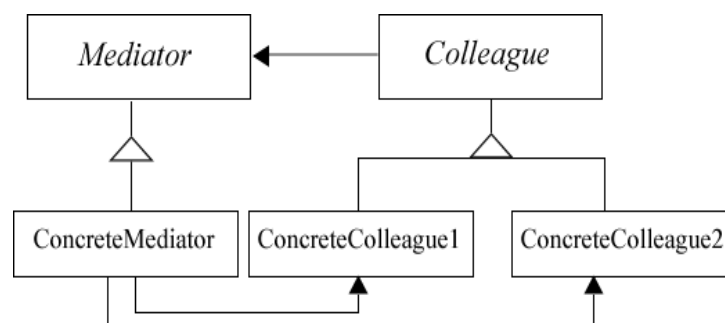 Mediator
Colleague
ConcreteMediator
ConcreteColleague1
ConcreteColleague2